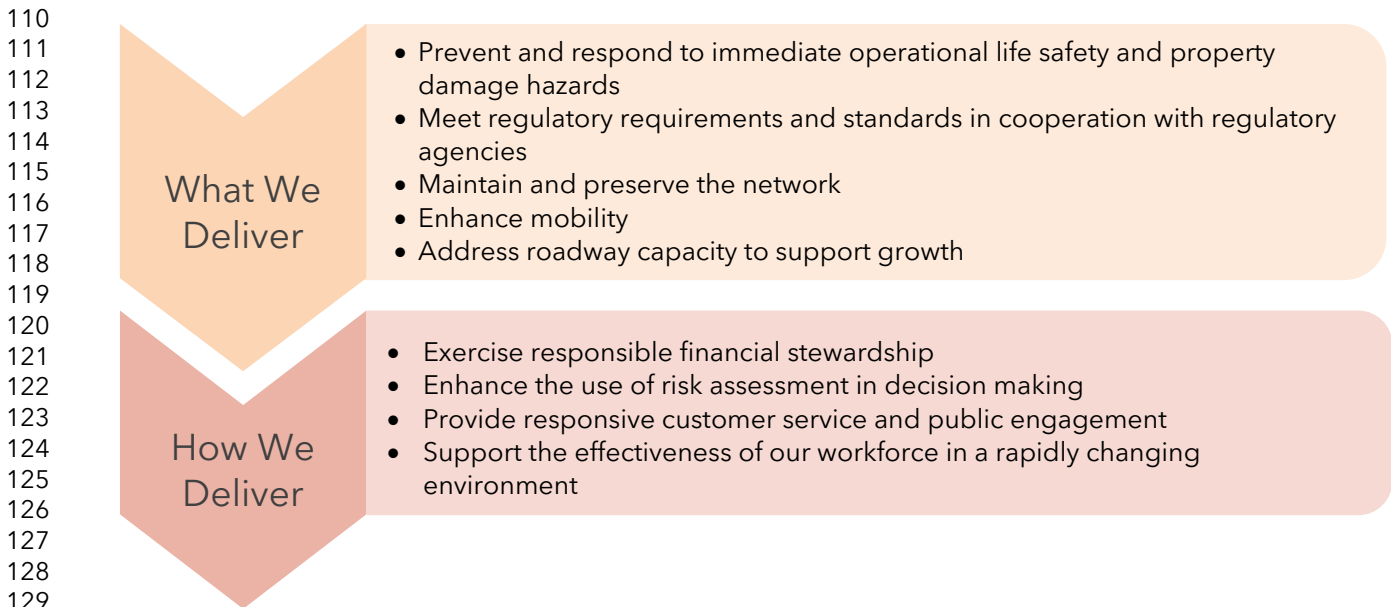 110
111
112
113
114
115
116
117
118
119
120
121
122
123
124
125
126
127
128
129
What We
Deliver
• Prevent and respond to immediate operational life safety and property
damage hazards
• Meet regulatory requirements and standards in cooperation with regulatory
agencies
• Maintain and preserve the network
• Enhance mobility
• Address roadway capacity to support growth
How We
Deliver
• Exercise responsible financial stewardship
• Enhance the use of risk assessment in decision making
• Provide responsive customer service and public engagement
• Support the effectiveness of our workforce in a rapidly changing
environment